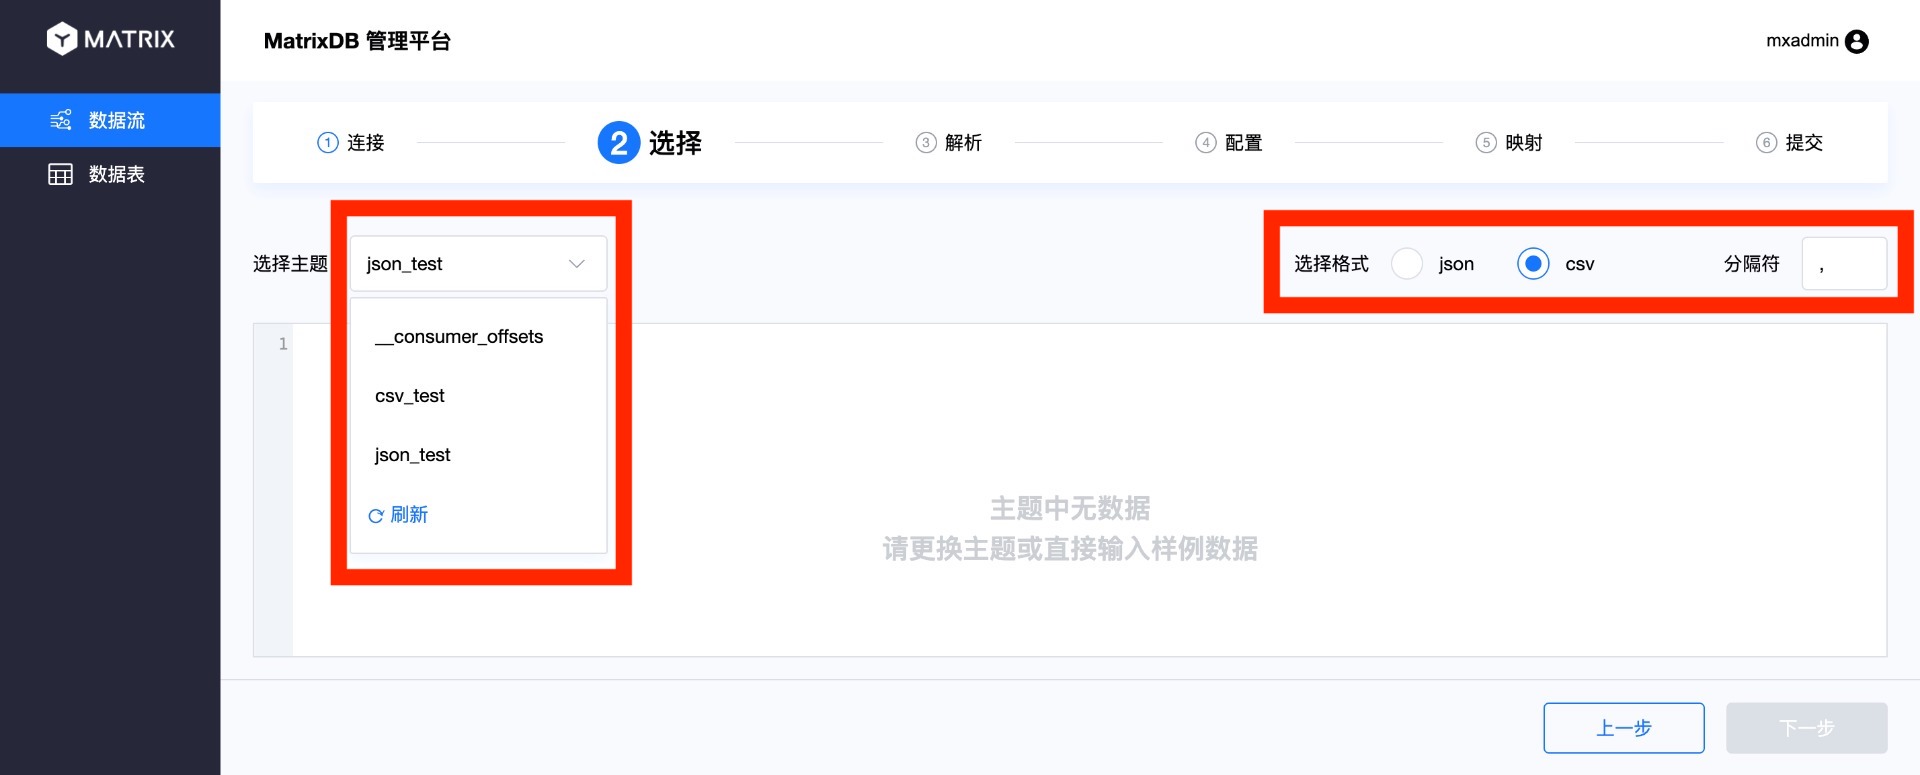 MATRIX
MatrixDB 管理平台
mxadmin
数据流
数据表
1 连接
2 选择
3 解析
4 配置
5 映射
6 提交
选择主题
json_test
选择格式
json
csv
分隔符
,
__consumer_offsets
csv_test
json_test
刷新
1
主题中无数据
请更换主题或直接输入样例数据
上一步
下一步